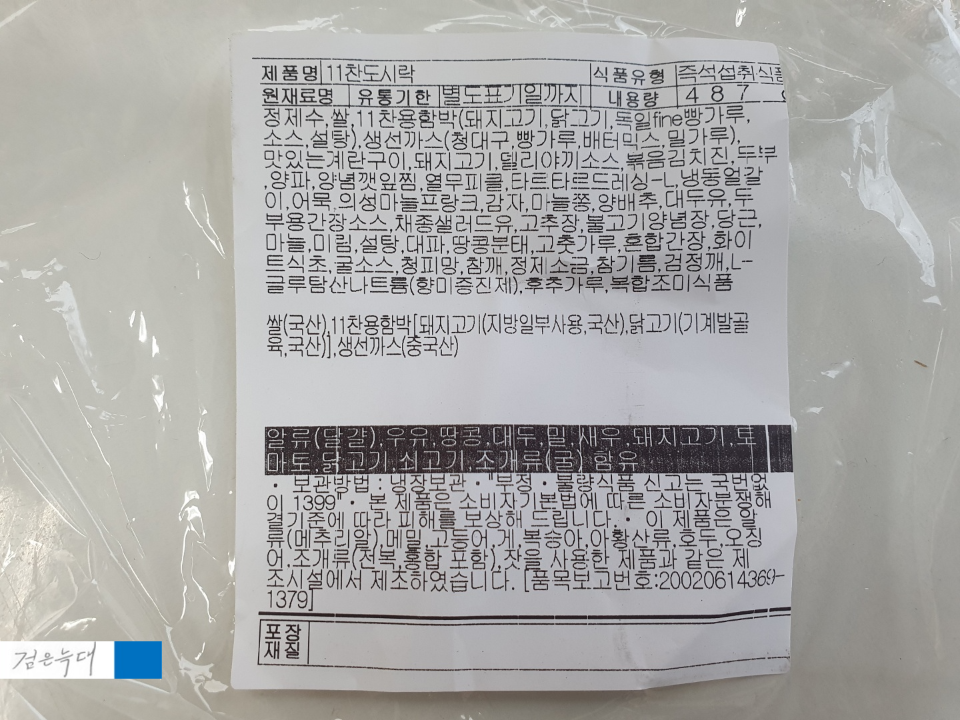 제품명 11찬도시락 식품유형 즉석섭취식품
원재료명 유통기한 별도표기일까지 내용량 487
정제수,쌀,11찬용함박(돼지고기,닭고기,독일fine빵가루,
소스,설탕),생선까스(청대구,빵가루,배터믹스,밀가루),
맛있는계란구이,돼지고기,델리야끼소스,볶음김치진,두부
,양파,양념깻잎찜,열무피클,타르타르드레싱-L,냉동얼갈
이,어묵,의성마늘프랑크,감자,마늘쫑,양배추,대두유,두
부용간장소스,채종샐러드유,고추장,불고기양념장,당근,
마늘,미림,설탕,대파,땅콩분태,고춧가루,혼합간장,화이
트식초,굴소스,청피망,참깨,정제소금,참기름,검정깨,L-
글루탐산나트륨(향미증진제),후추가루,복합조미식품
쌀(국산),11찬용함박[돼지고기(지방일부사용,국산),닭고기(기계발골
육,국산)],생선까스(중국산)
알류(달걀),우유,땅콩,대두,밀,새우,돼지고기,토
마토,닭고기,쇠고기,조개류(굴) 함유
• 보관방법 : 냉장보관 •"부정•불량식품 신고는 국번없
이 1399"• 본 제품은 소비자기본법에 따른 소비자분쟁해
결기준에 따라 피해를 보상해 드립니다.• 이 제품은 알
류(메추리알),메밀,고등어,게,복숭아,아황산류,호두,오징
어,조개류(전복,홍합 포함),잣을 사용한 제품과 같은 제
조시설에서 제조하였습니다. [품목보고번호:20020614369-
1379]
포장
재질
검은늑대